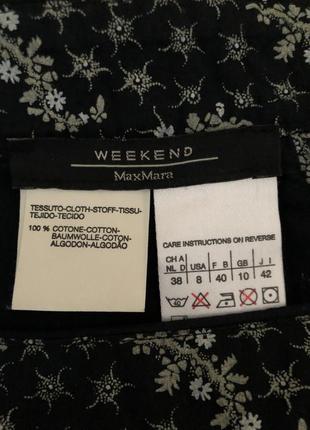 WEEKEND
MaxMara
TESSUTO-CLOTH-STOFF-TISSU-
TEJIDO-TECIDO
100 % COTONE-COTTON-
BAUMWOLLE-COTON-
ALGODON-ALGODÃO
CARE INSTRUCTIONS ON REVERSE
CH A NL D USA F B GB J I
38 8 40 10 42
40